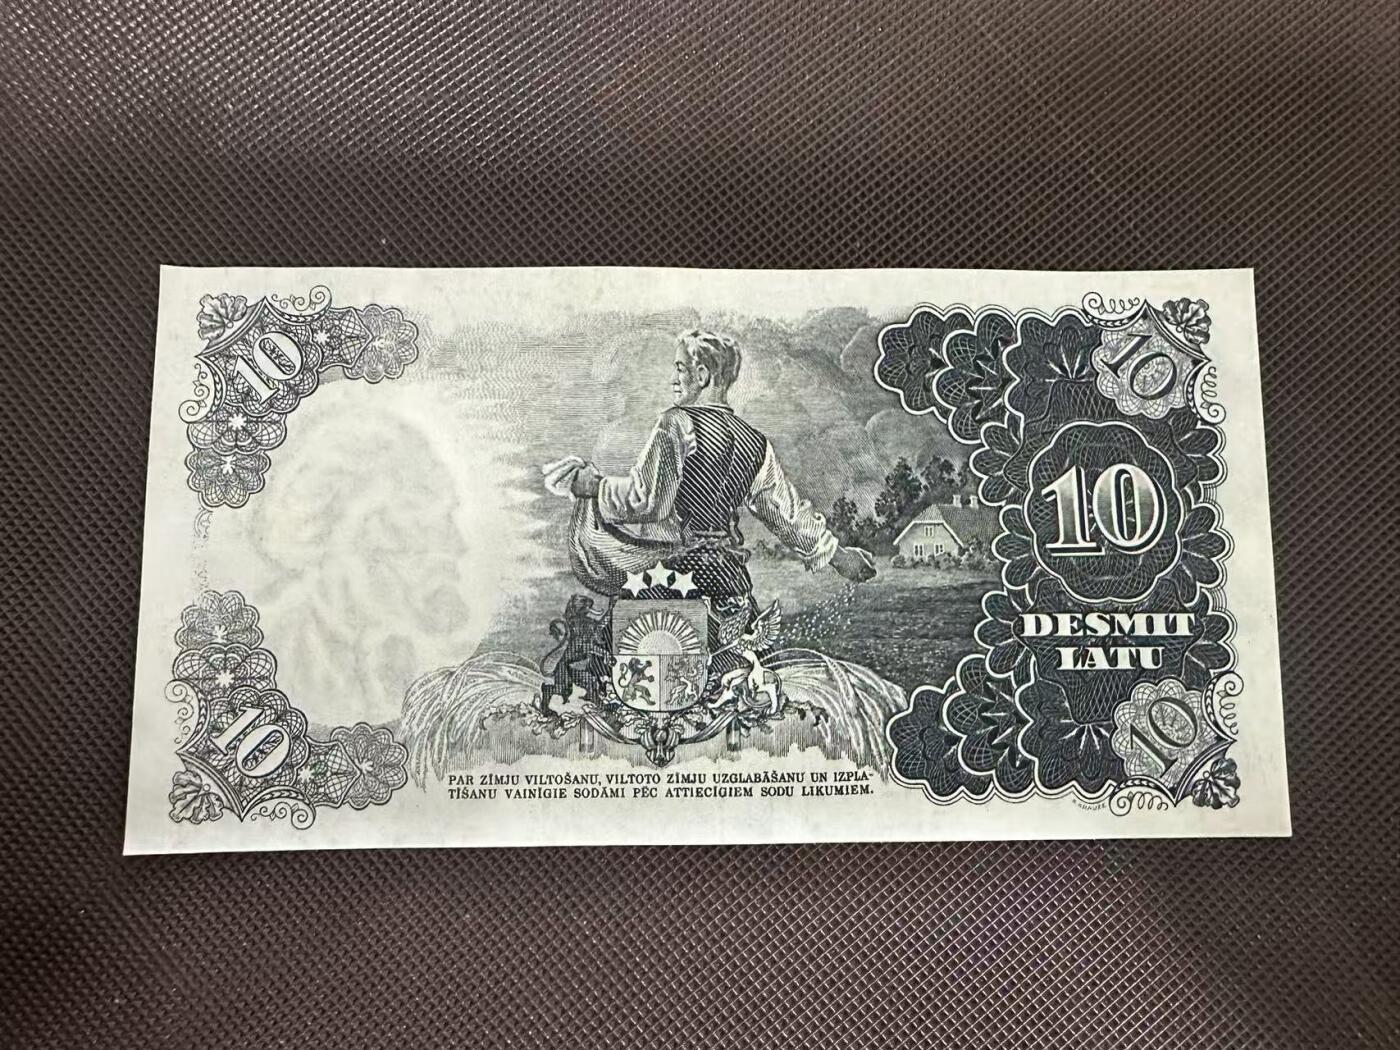 10
10
10
DESMIT
LATU
10
10
PAR ZĪMJU VILTOŠANU, VILTOTO ZĪMJU UZGLABĀŠANU UN IZPLA-
TĪŠANU VAINĪGIE SODĀMI PĒC ATTIECĪGIEM SODU LIKUMIEM.